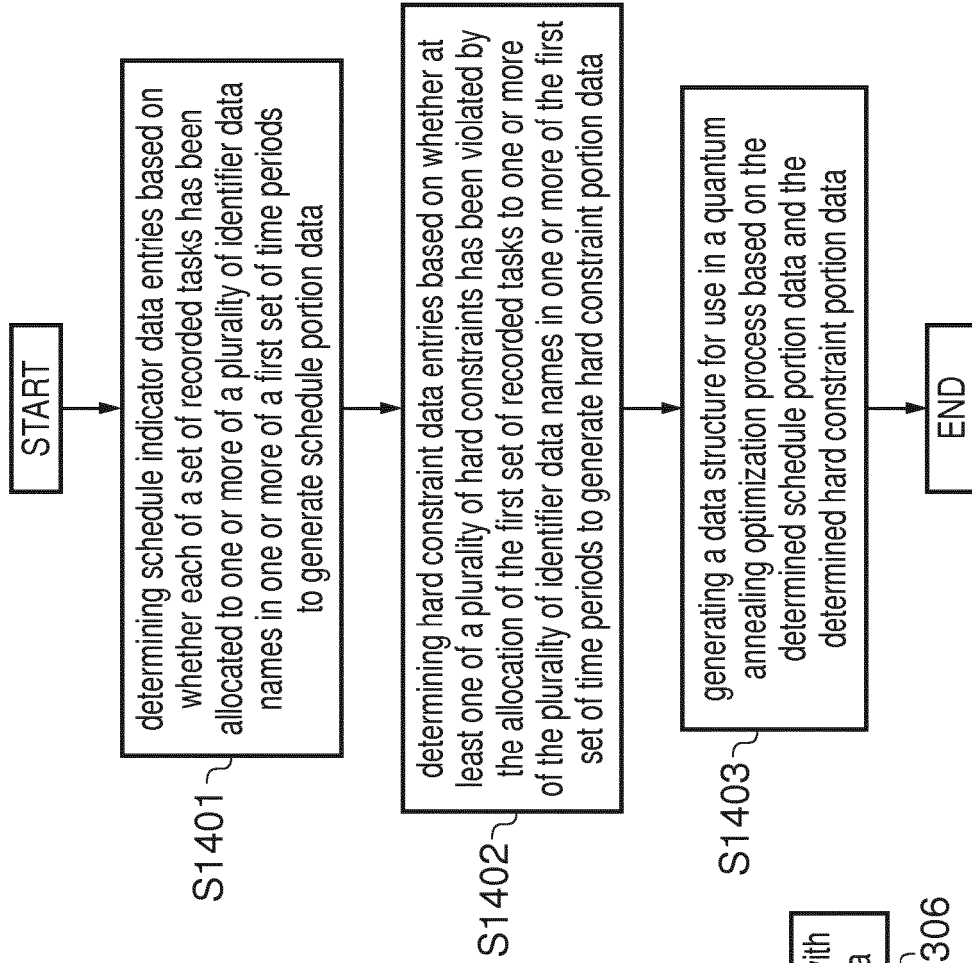 START
determining schedule indicator data entries based on
whether each of a set of recorded tasks has been
allocated to one or more of a plurality of identifier data
names in one or more of a first set of time periods
to generate schedule portion data
S1401
determining hard constraint data entries based on whether at
least one of a plurality of hard constraints has been violated by
the allocation of the first set of recorded tasks to one or more
of the plurality of identifier data names in one or more of the first
set of time periods to generate hard constraint portion data
S1402
generating a data structure for use in a quantum
annealing optimization process based on the
determined schedule portion data and the
determined hard constraint portion data
S1403
END
with
a
306